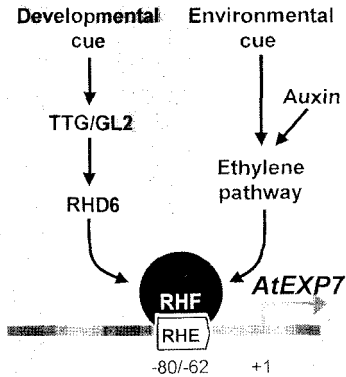 Developmental
cue
Environmental
cue
Auxin
TTG/GL2
Ethylene
pathway
RHD6
AtEXP7
RHF
RHE
-80/-62
+1